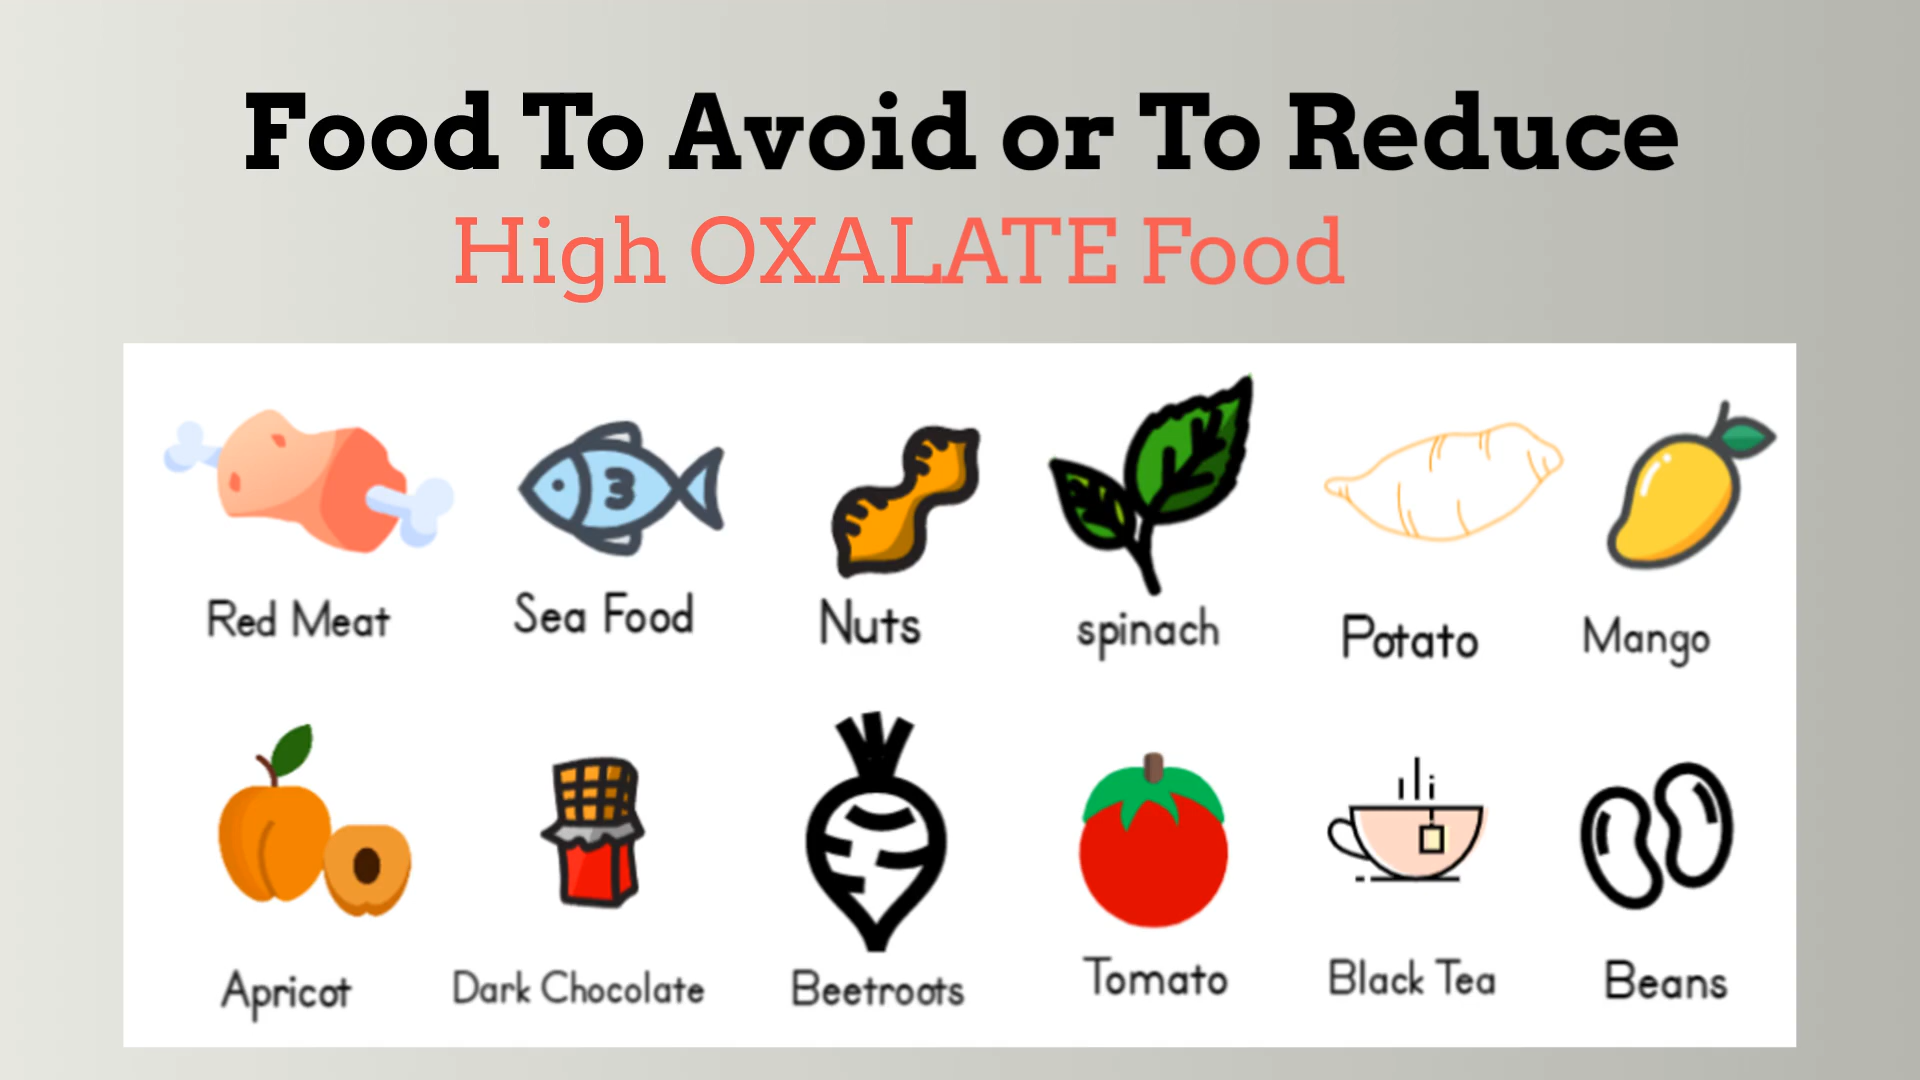 Food To Avoid or To Reduce
High OXALATE Food
3
Red Meat Sea Food Nuts spinach Potato Mango
Apricot Dark Chocolate Beetroots Tomato Black Tea Beans